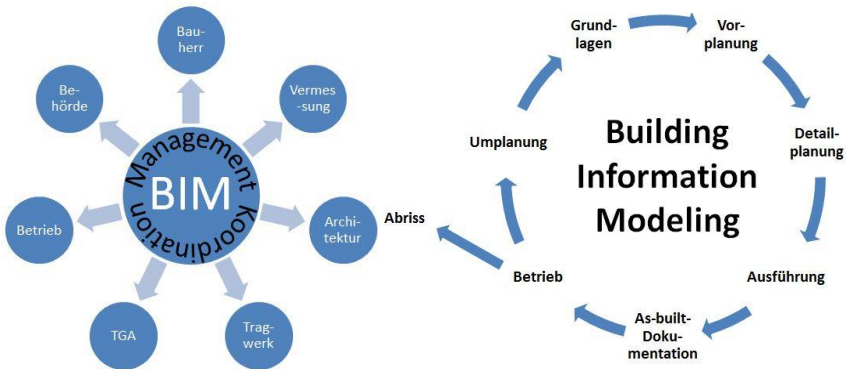 Bau-
herr
Vermes
-sung
Archi-
tektur
Trag-
werk
TGA
Betrieb
Be-
hörde
Management
BIM
Koordination
Grund-
lagen
Vor-
planung
Detail-
planung
Ausführung
As-built-
Doku-
mentation
Betrieb
Abriss
Umplanung
Building
Information
Modeling